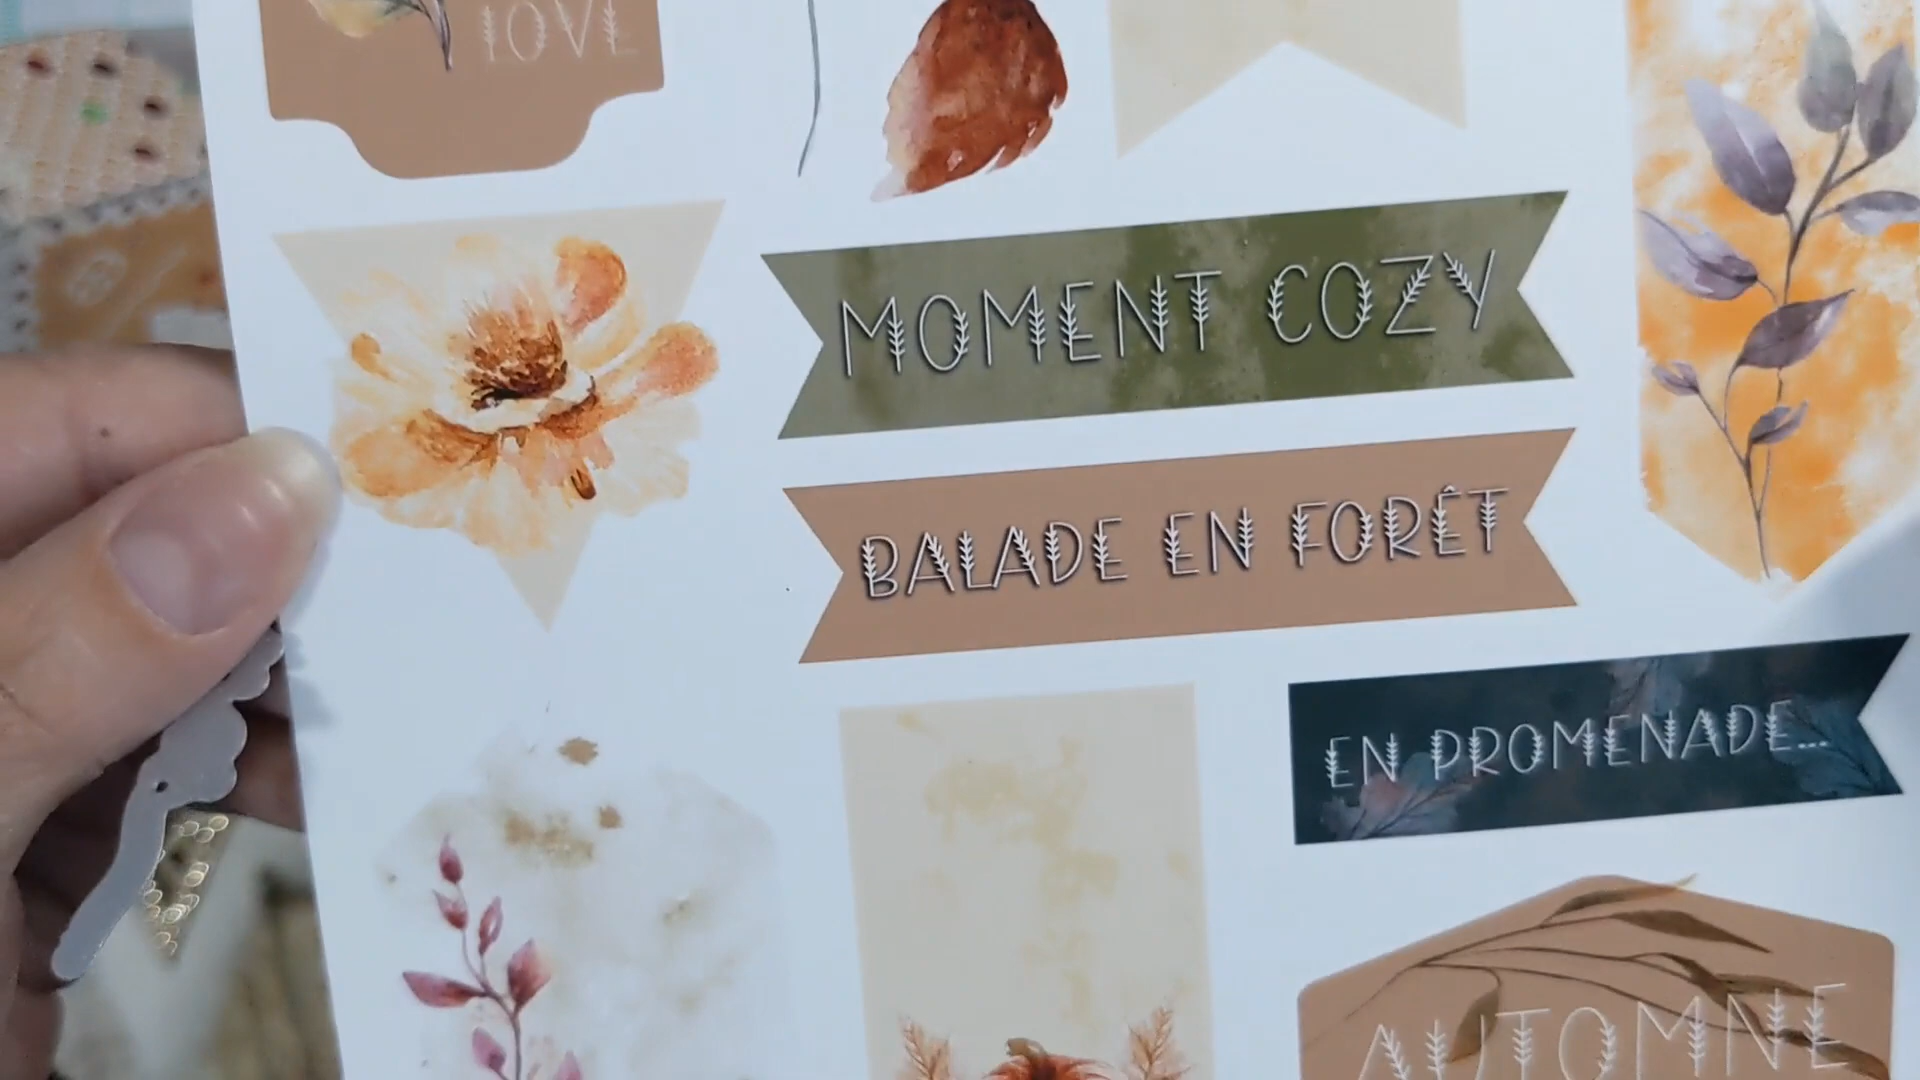 LOVE
MOMENT COZY
BALADE EN FORÊT
EN PROMENADE...
AUTOMNE